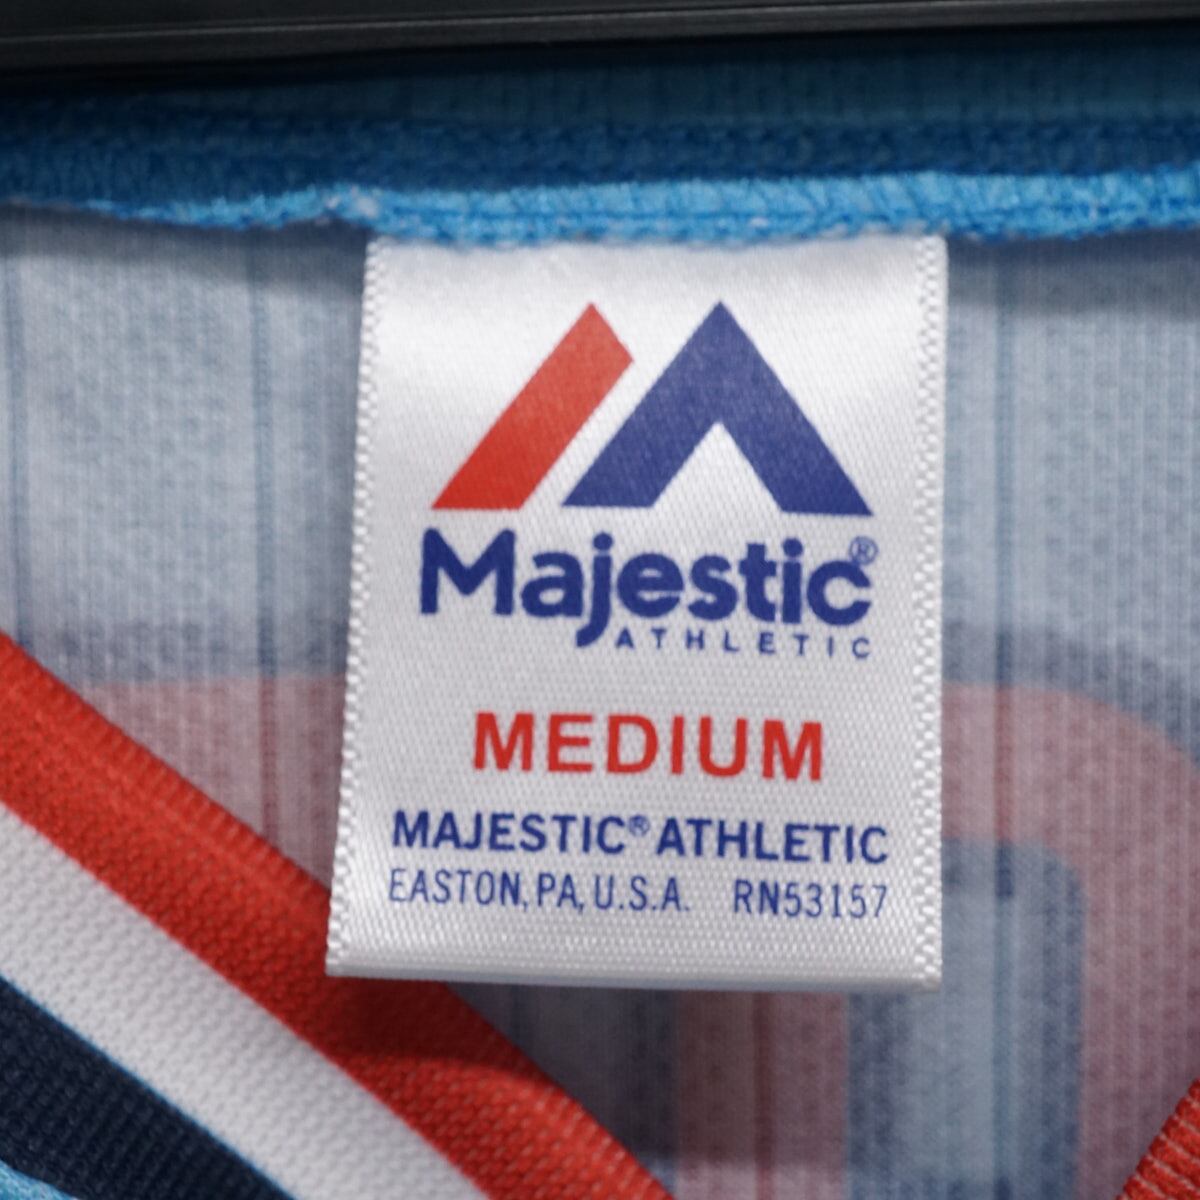 Majestic®
ATHLETIC
MEDIUM
MAJESTIC® ATHLETIC
EASTON, PA, U.S.A. RN53157